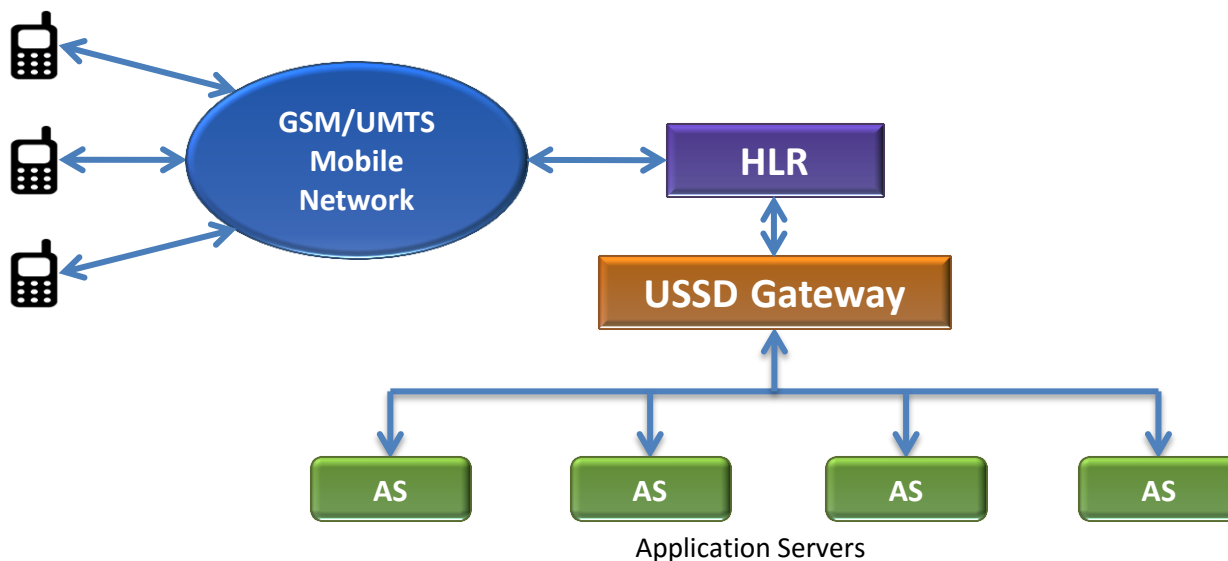 GSM/UMTS
Mobile
Network
HLR
USSD Gateway
AS
AS
AS
AS
Application Servers